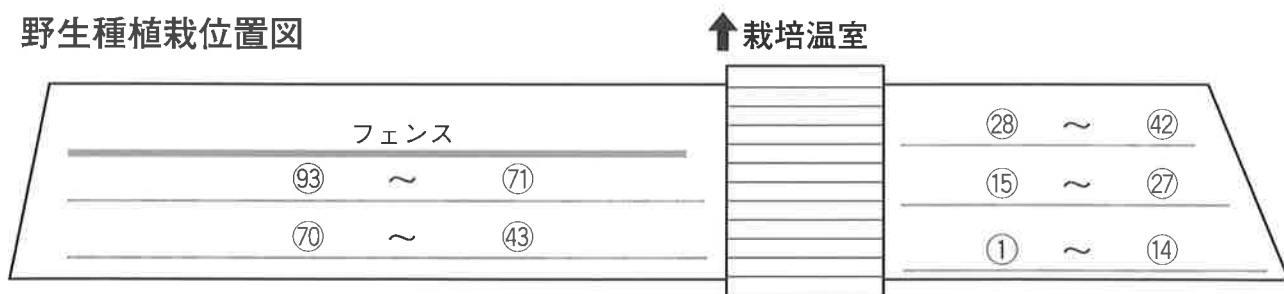 野生種植栽位置図
栽培温室
フェンス
㉘ ～ ㊷
93 ～ 71
⑮ ～ ㉗
70 ～ ㊸
① ～ ⑭